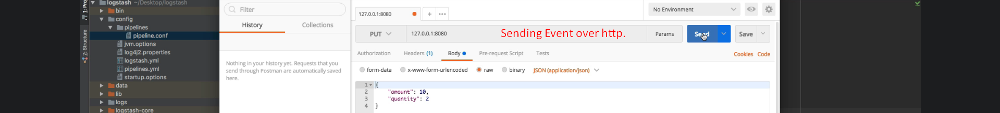 1: Proj
Z: Structure
logstash ~/Desktop/logstash
bin
config
pipelines
pipeline.conf
jvm.options
log4j2.properties
logstash.yml
pipelines.yml
startup.options
data
lib
logs
logstash-core
Filter
History Collections
Nothing in your history yet. Requests that you
send through Postman are automatically saved
here.
127.0.0.1:8080
No Environment
PUT 127.0.0.1:8080 Sending Event over http. Params Send Save
Authorization Headers (1) Body Pre-request Script Tests Cookies Code
form-data x-www-form-urlencoded raw binary JSON (application/json)
1 {
2 "amount": 10,
3 "quantity": 2
4 }